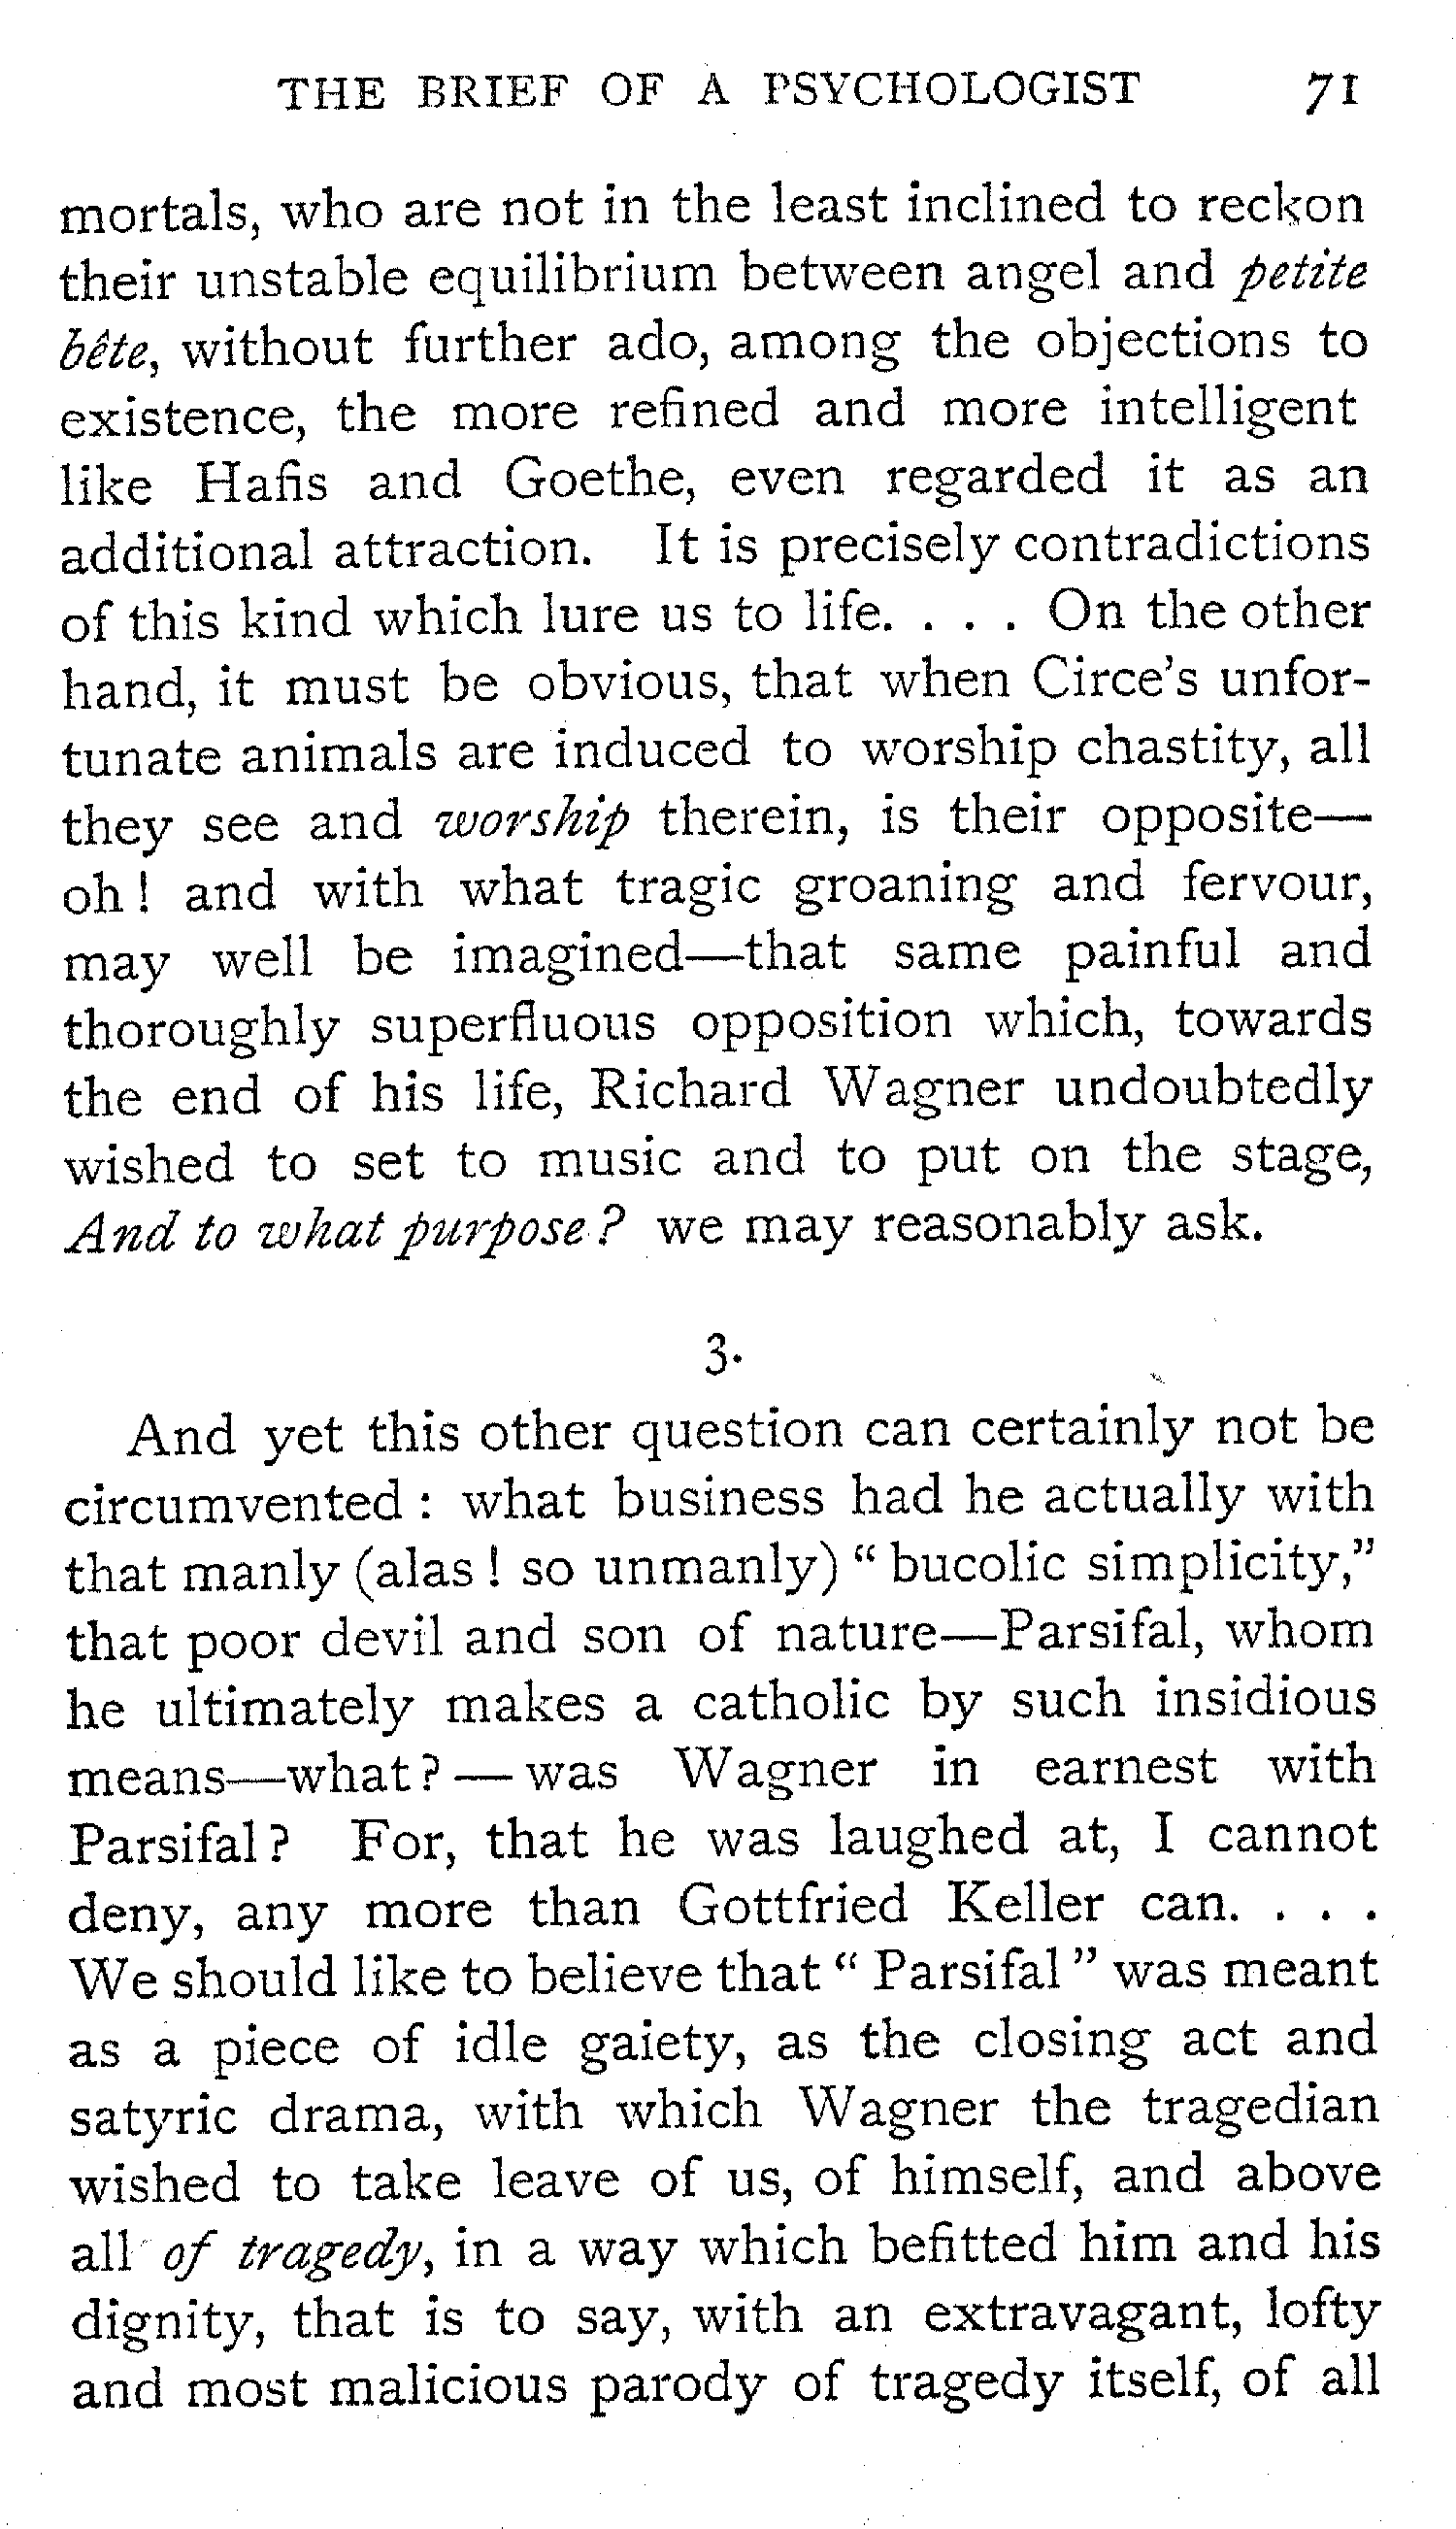 THE BRIEF OF A PSYCHOLOGIST 71
mortals, who are not in the least inclined to reckon
their unstable equilibrium between angel and petite
bête, without further ado, among the objections to
existence, the more refined and more intelligent
like Hafis and Goethe, even regarded it as an
additional attraction. It is precisely contradictions
of this kind which lure us to life. . . . On the other
hand, it must be obvious, that when Circe's unfor-
tunate animals are induced to worship chastity, all
they see and worship therein, is their opposite—
oh! and with what tragic groaning and fervour,
may well be imagined—that same painful and
thoroughly superfluous opposition which, towards
the end of his life, Richard Wagner undoubtedly
wished to set to music and to put on the stage,
And to what purpose? we may reasonably ask.
3.
And yet this other question can certainly not be
circumvented: what business had he actually with
that manly (alas! so unmanly) "bucolic simplicity,"
that poor devil and son of nature—Parsifal, whom
he ultimately makes a catholic by such insidious
means—what?—was Wagner in earnest with
Parsifal? For, that he was laughed at, I cannot
deny, any more than Gottfried Keller can. . . .
We should like to believe that "Parsifal" was meant
as a piece of idle gaiety, as the closing act and
satyric drama, with which Wagner the tragedian
wished to take leave of us, of himself, and above
all of tragedy, in a way which befitted him and his
dignity, that is to say, with an extravagant, lofty
and most malicious parody of tragedy itself, of all